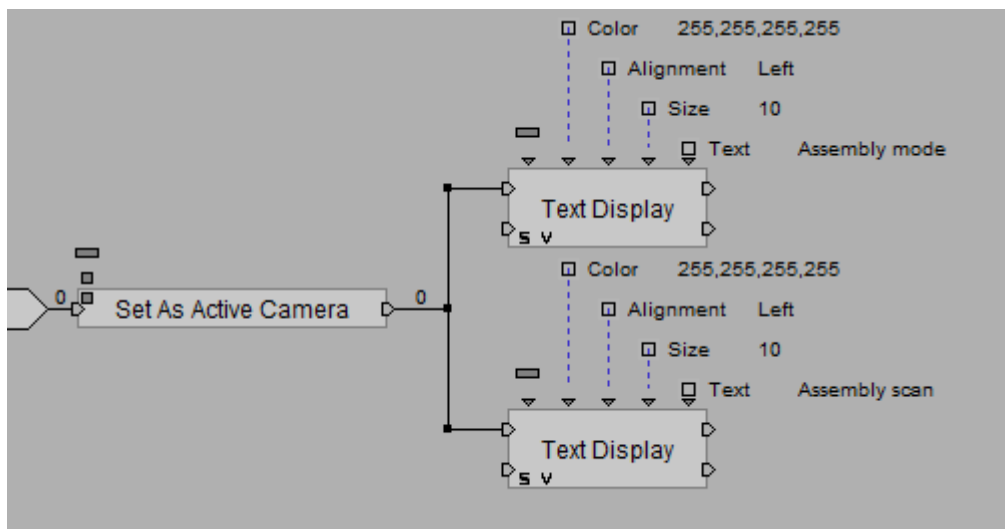 Color 255,255,255,255
Alignment Left
Size 10
Text Assembly mode
Text Display
S V
0 Set As Active Camera 0
Color 255,255,255,255
Alignment Left
Size 10
Text Assembly scan
Text Display
S V